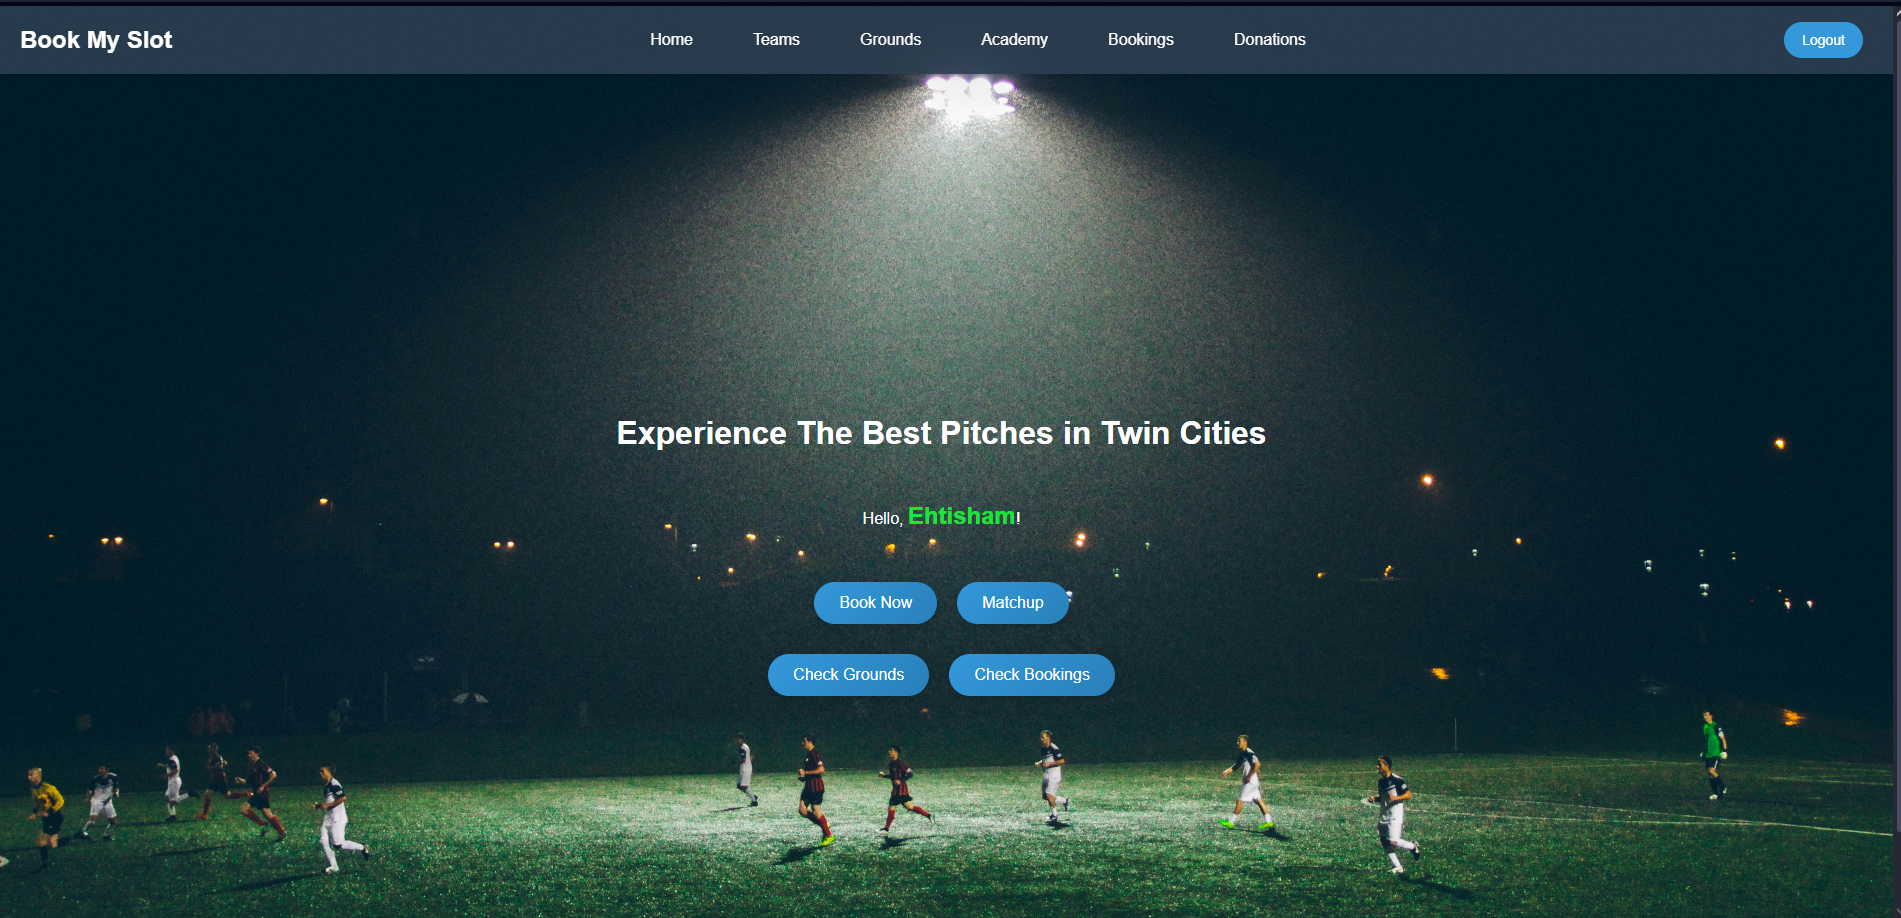 Book My Slot
Home Teams Grounds Academy Bookings Donations
Logout
Experience The Best Pitches in Twin Cities
Hello, Ehtisham!
Book Now Matchup
Check Grounds Check Bookings